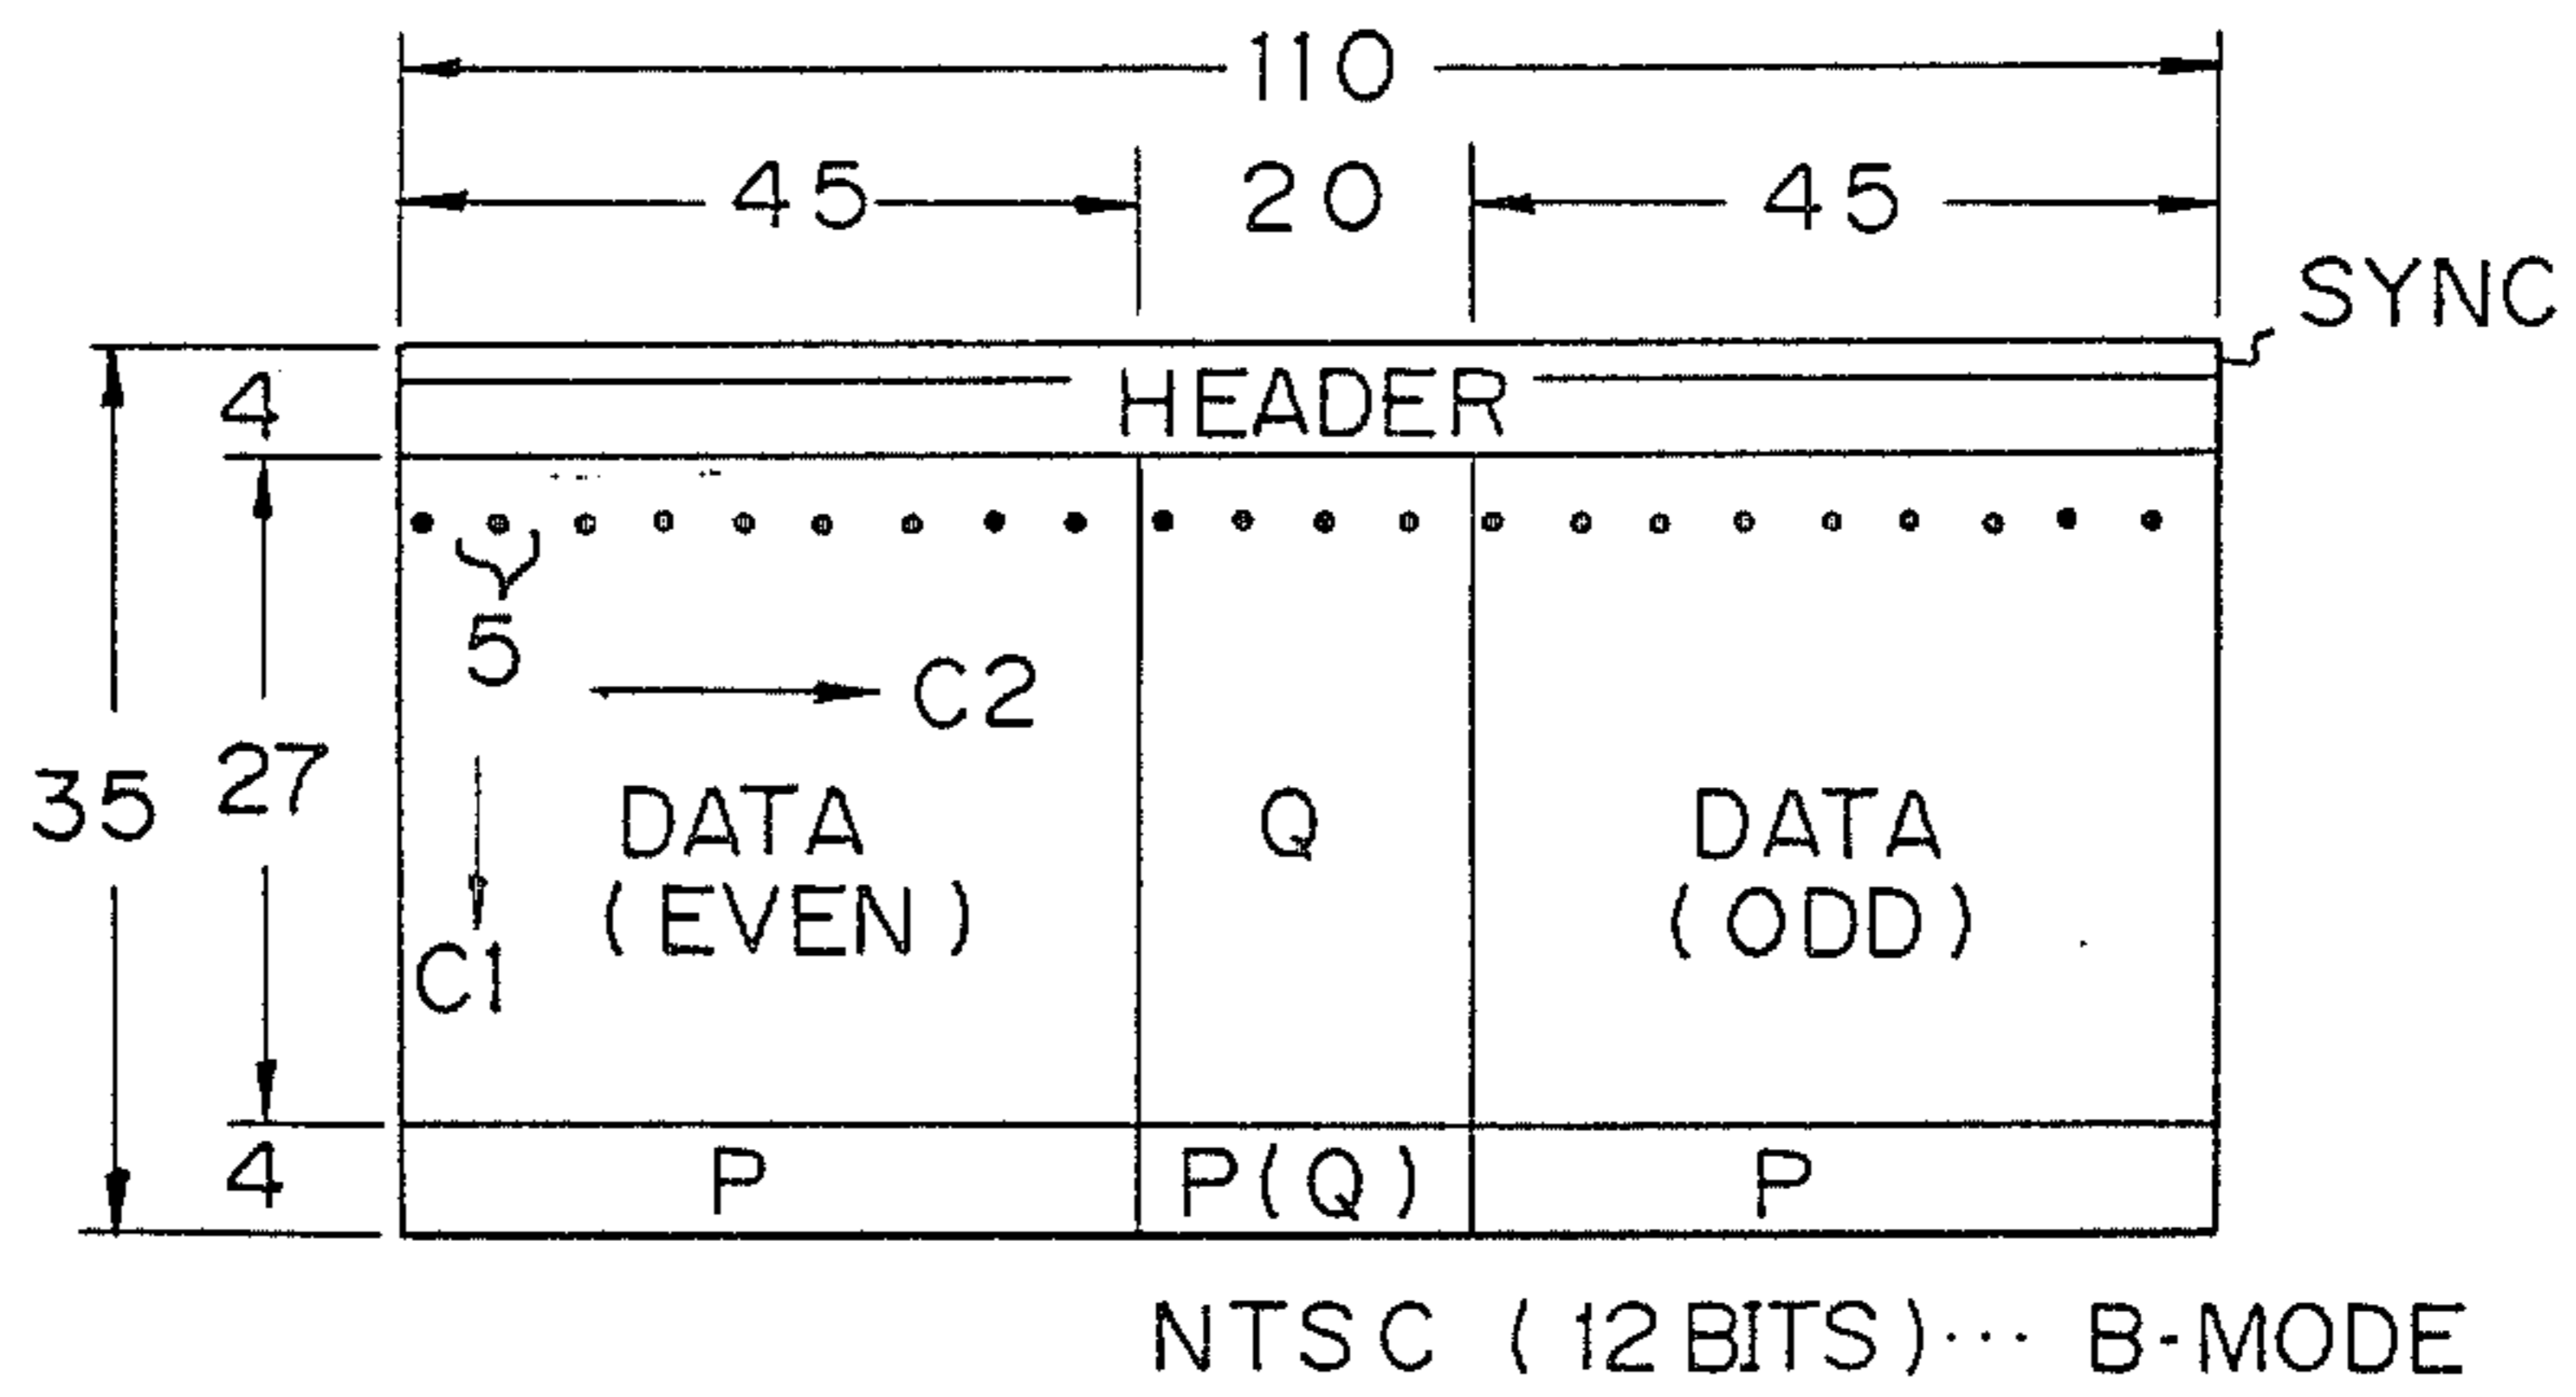 110
45 20 45
SYNC
4 HEADER
5
C2
35 27 DATA (EVEN) Q DATA (ODD)
C1
4 P P(Q) P
NTSC (12 BITS)··· B-MODE